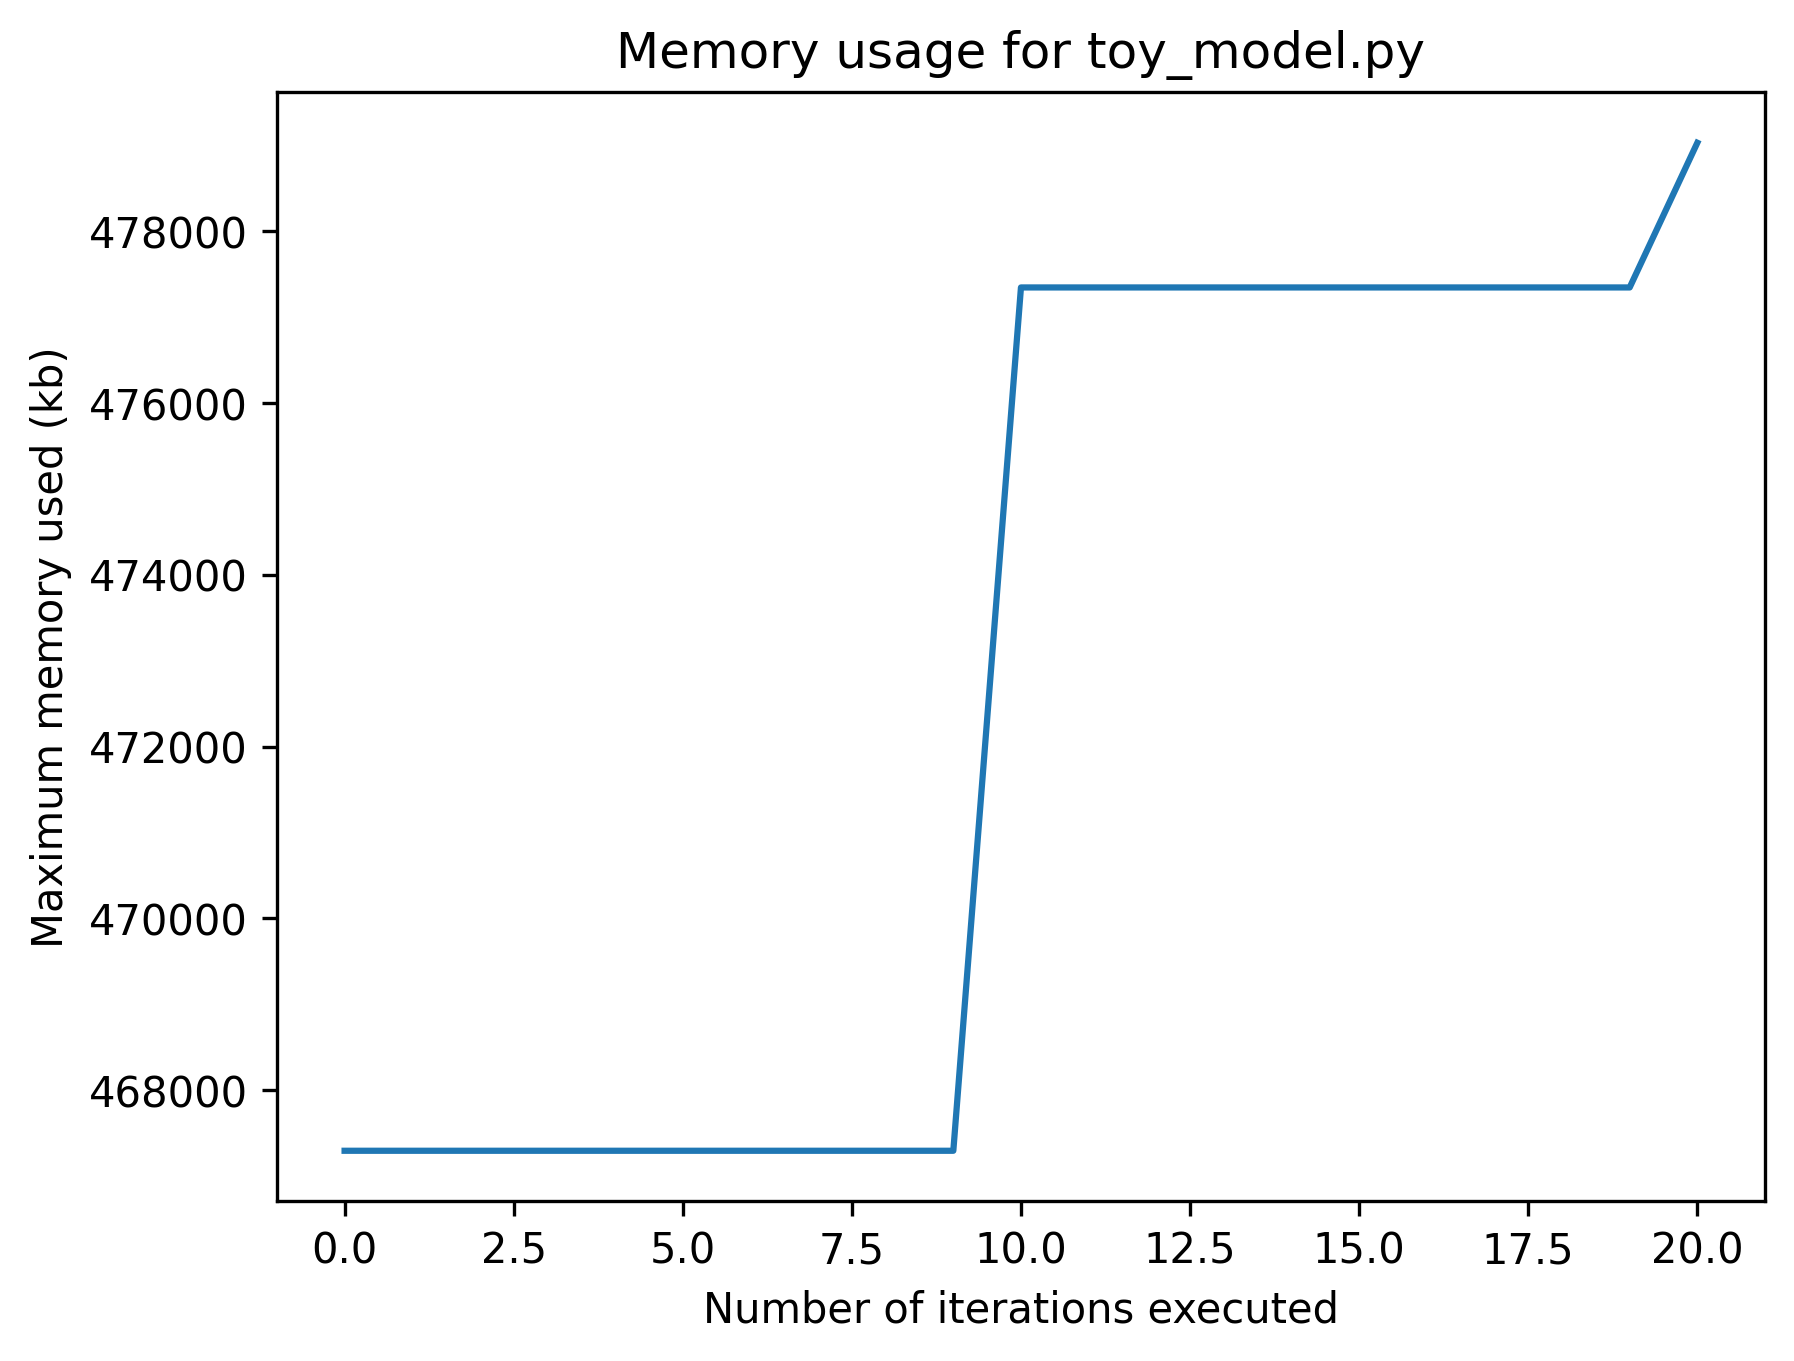 Memory usage for toy_model.py
Maximum memory used (kb)
478000
476000
474000
472000
470000
468000
0.0 2.5 5.0 7.5 10.0 12.5 15.0 17.5 20.0
Number of iterations executed